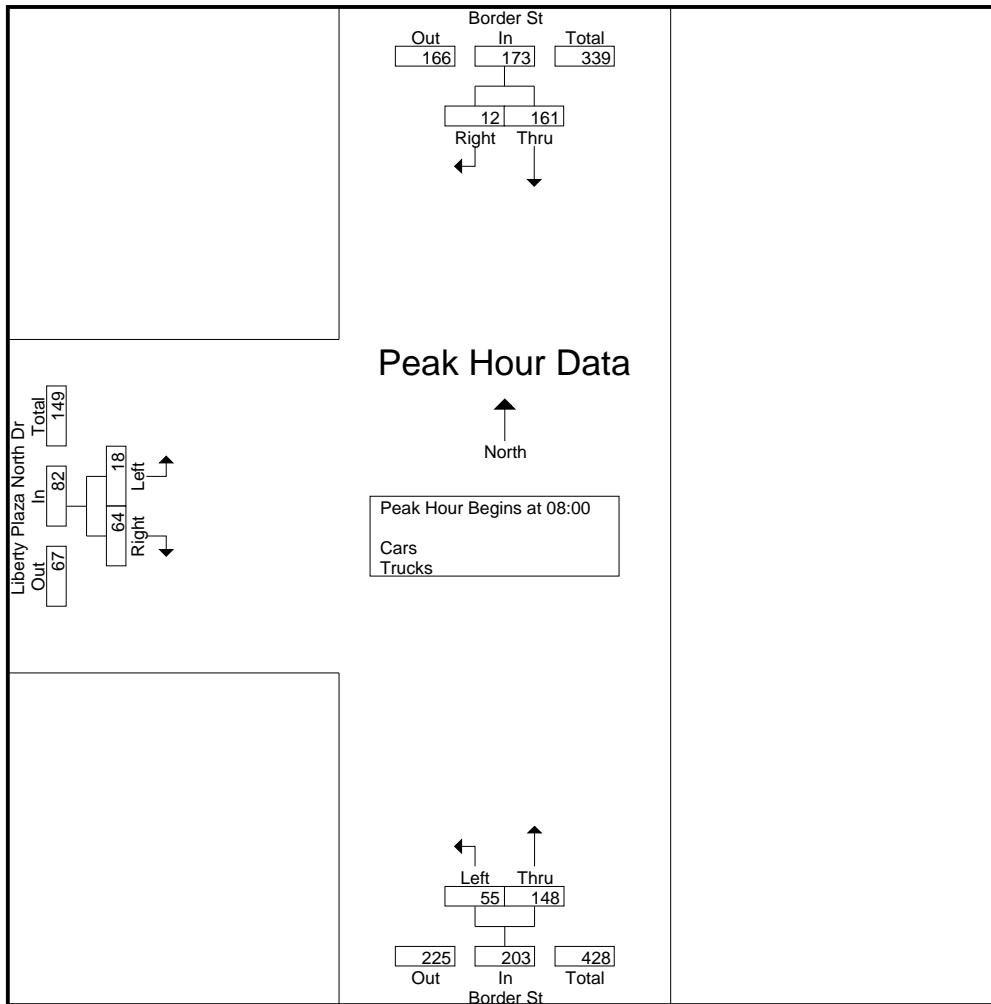 Border St
Out In Total
166 173 339
12 161
Right Thru
Peak Hour Data
North
Peak Hour Begins at 08:00
Cars
Trucks
Liberty Plaza North Dr
Out In Total
67 82 149
64 18
Right Left
Left Thru
55 148
225 203 428
Out In Total
Border St